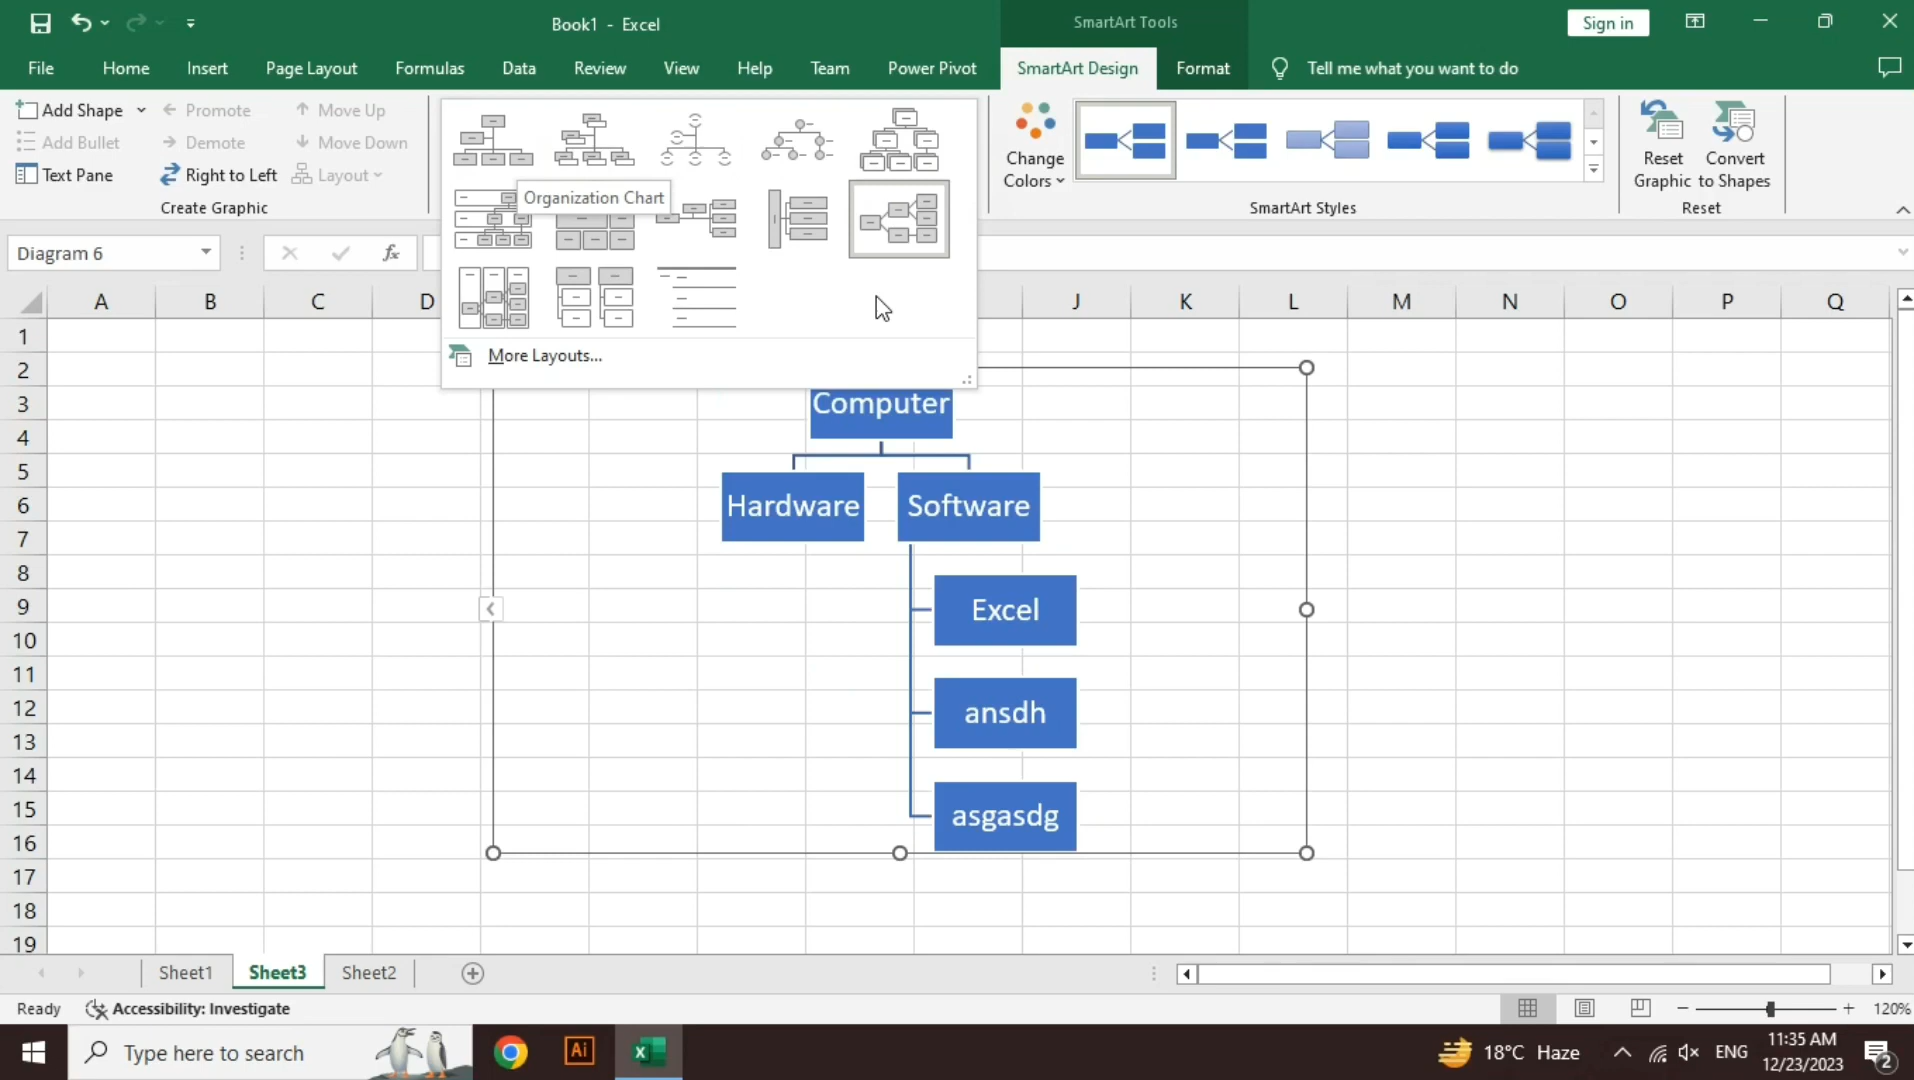 Book1 - Excel
SmartArt Tools
Sign in
File
Home
Insert
Page Layout
Formulas
Data
Review
View
Help
Team
Power Pivot
SmartArt Design
Format
Tell me what you want to do
Add Shape
Promote
Move Up
Add Bullet
Demote
Move Down
Text Pane
Right to Left
Layout
Create Graphic
Organization Chart
More Layouts...
Change
Colors
SmartArt Styles
Reset
Graphic
Convert
to Shapes
Reset
Diagram 6
fx
A
B
C
D
J
K
L
M
N
O
P
Q
1
2
3
4
5
6
7
8
9
10
11
12
13
14
15
16
17
18
19
Computer
Hardware
Software
Excel
ansdh
asgasdg
Sheet1
Sheet3
Sheet2
Ready
Accessibility: Investigate
120%
Type here to search
Ai
18°C Haze
ENG
11:35 AM
12/23/2023
2